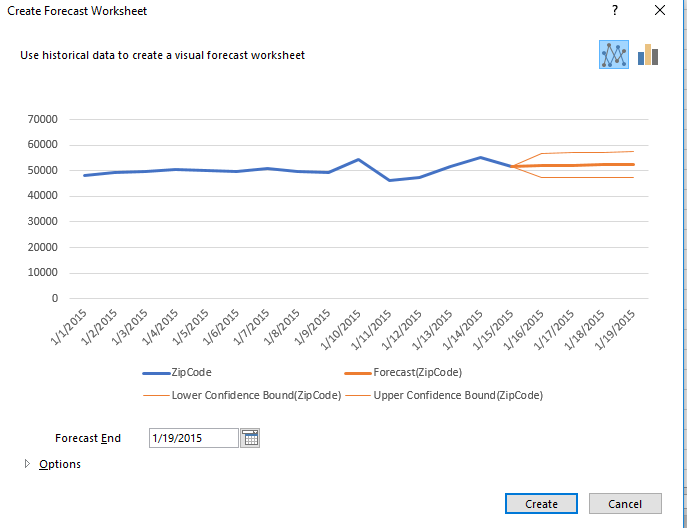 Create Forecast Worksheet
?
Use historical data to create a visual forecast worksheet
70000
60000
50000
40000
30000
20000
10000
0
1/1/2015 1/2/2015 1/3/2015 1/4/2015 1/5/2015 1/6/2015 1/7/2015 1/8/2015 1/9/2015 1/10/2015 1/11/2015 1/12/2015 1/13/2015 1/14/2015 1/15/2015 1/16/2015 1/17/2015 1/18/2015 1/19/2015
ZipCode Forecast(ZipCode)
Lower Confidence Bound(ZipCode) Upper Confidence Bound(ZipCode)
Forecast End 1/19/2015
Options
Create Cancel